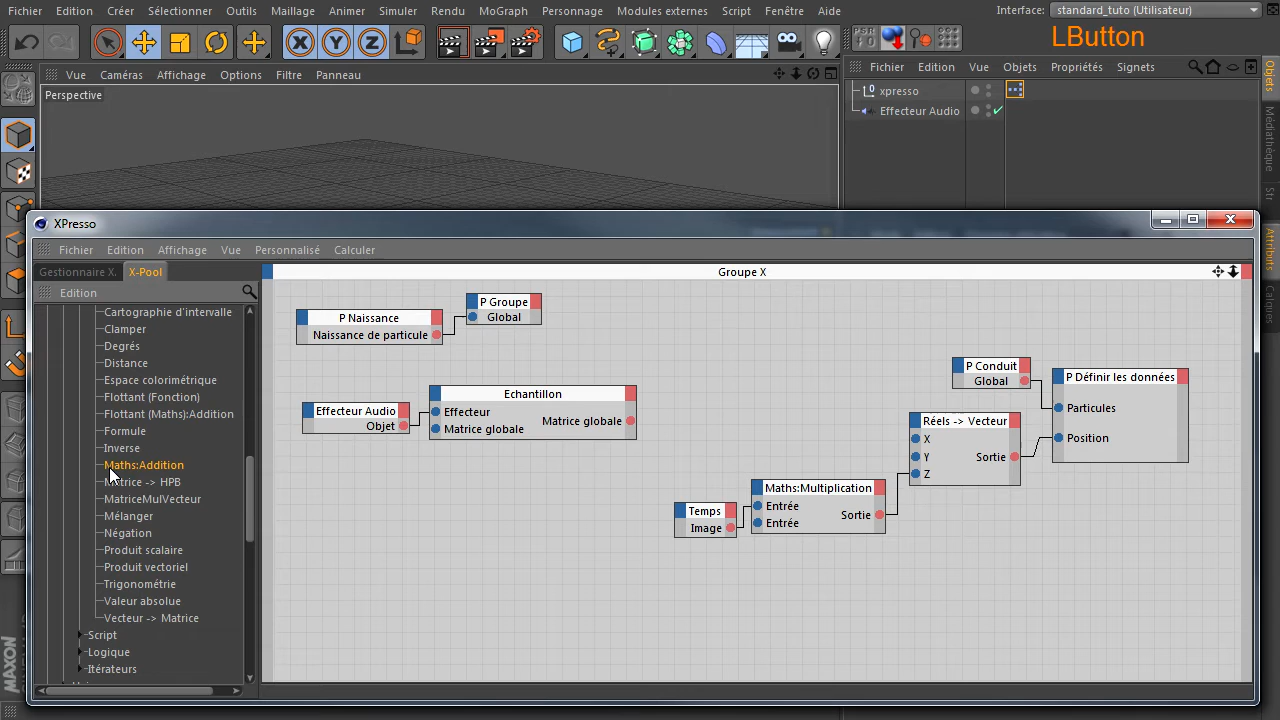 Fichier Edition Créer Sélectionner Outils Maillage Animer Simuler Rendu MoGraph Personnage Modules externes Script Fenêtre Aide Interface: standard_tuto (Utilisateur)
LButton
X Y Z
PSR
0
Vue Caméras Affichage Options Filtre Panneau
Fichier Edition Vue Objets Propriétés Signets
Perspective
xpresso
Effecteur Audio
Objets
Médiathèque
Str
Attributs
Calques
XPresso
Fichier Edition Affichage Vue Personnalisé Calculer
Gestionnaire X. X-Pool
Groupe X
Edition
Cartographie d'intervalle
Clamper
Degrés
Distance
Espace colorimétrique
Flottant (Fonction)
Flottant (Maths):Addition
Formule
Inverse
Maths:Addition
Matrice -> HPB
MatriceMulVecteur
Mélanger
Négation
Produit scalaire
Produit vectoriel
Trigonométrie
Valeur absolue
Vecteur -> Matrice
Script
Logique
Itérateurs
P Naissance
Naissance de particule
P Groupe
Global
Effecteur Audio
Objet
Echantillon
Effecteur
Matrice globale
Matrice globale
Temps
Image
Maths:Multiplication
Entrée
Sortie
Entrée
Réels -> Vecteur
X
Y
Sortie
Z
P Conduit
Global
P Définir les données
Particules
Position
MAXON